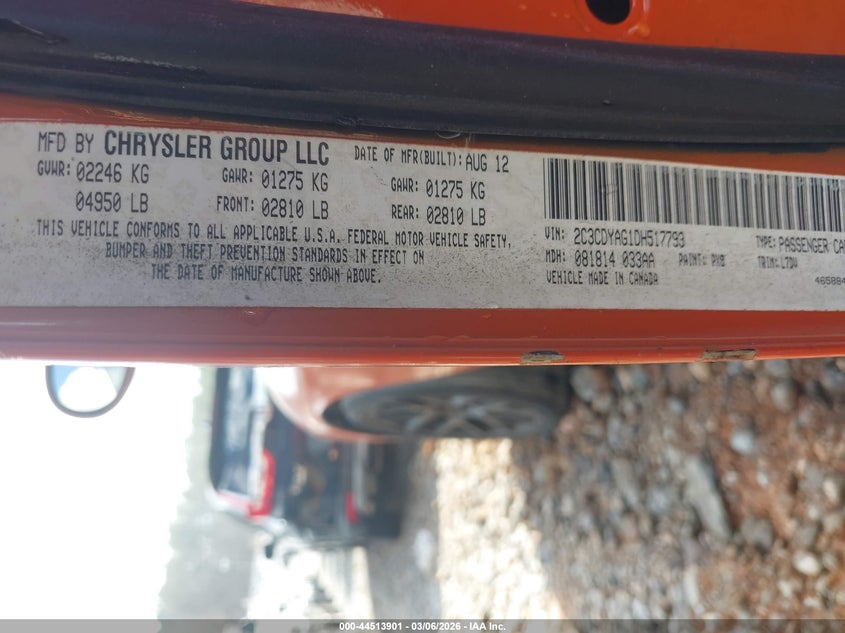 MFD BY CHRYSLER GROUP LLC DATE OF MFR(BUILT): AUG 12
GVWR: 02246 KG GAWR: 01275 KG GAWR: 01275 KG
04950 LB FRONT: 02810 LB REAR: 02810 LB
THIS VEHICLE CONFORMS TO ALL APPLICABLE U.S.A. FEDERAL MOTOR VEHICLE SAFETY,
BUMPER AND THEFT PREVENTION STANDARDS IN EFFECT ON
THE DATE OF MANUFACTURE SHOWN ABOVE.
VIN: 2C3CDYAG1DH517793 TYPE: PASSENGER CA
MDH: 081814 033AA PAINT:
VEHICLE MADE IN CANADA TRIM:
46588
000-44513901 - 03/06/2026 - © IAA, Inc.